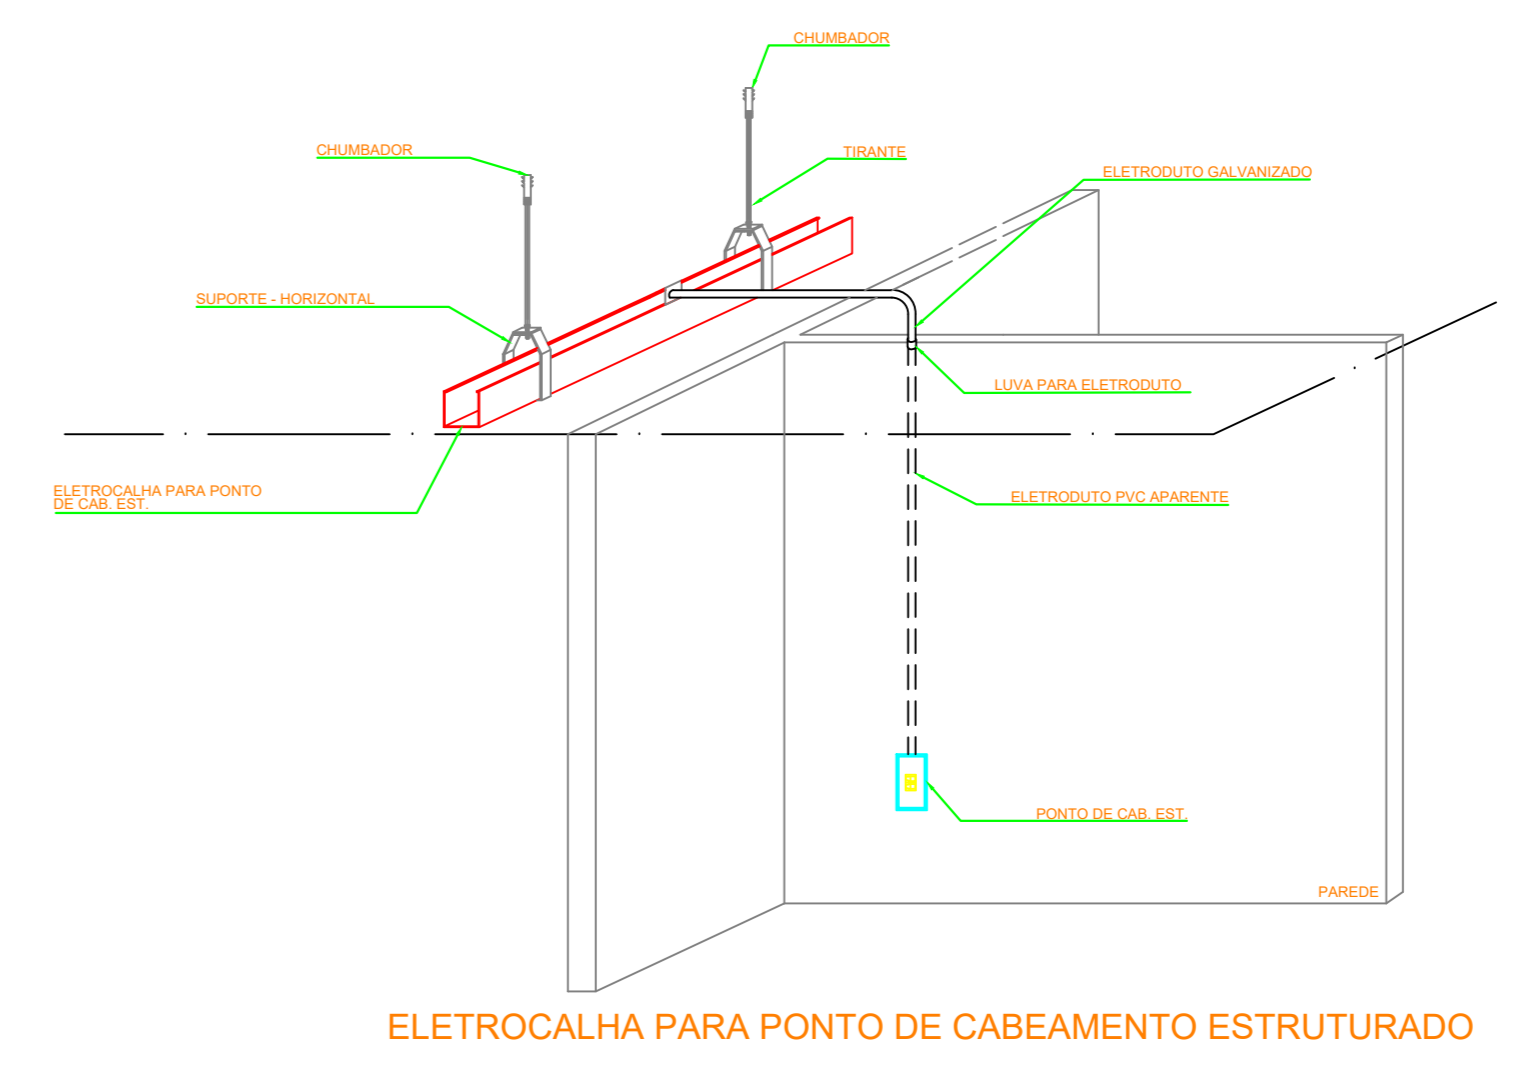 CHUMBADOR
CHUMBADOR
TIRANTE
ELETRODUTO GALVANIZADO
SUPORTE - HORIZONTAL
LUVA PARA ELETRODUTO
ELETROCALHA PARA PONTO
DE CAB. EST.
ELETRODUTO PVC APARENTE
PONTO DE CAB. EST.
PAREDE
ELETROCALHA PARA PONTO DE CABEAMENTO ESTRUTURADO